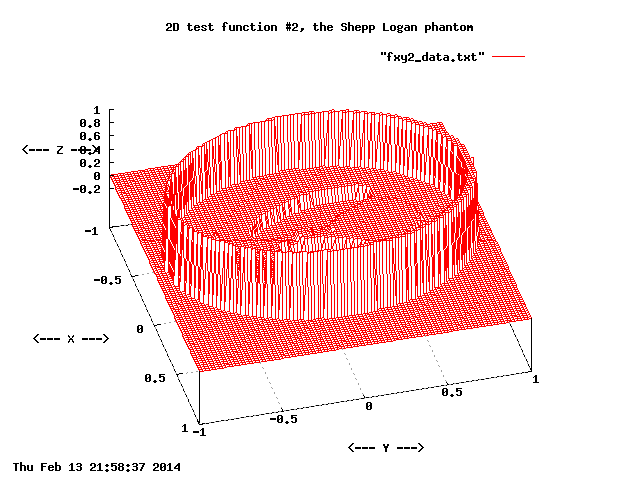 2D test function #2, the Shepp Logan phantom
"fxy2_data.txt"
1
0.8
0.6
0.4
<--- Z --->
0.2
0
-0.2
-1
-0.5
0
<--- X --->
0.5
1
-1
-0.5
0
0.5
1
<--- Y --->
Thu Feb 13 21:58:37 2014